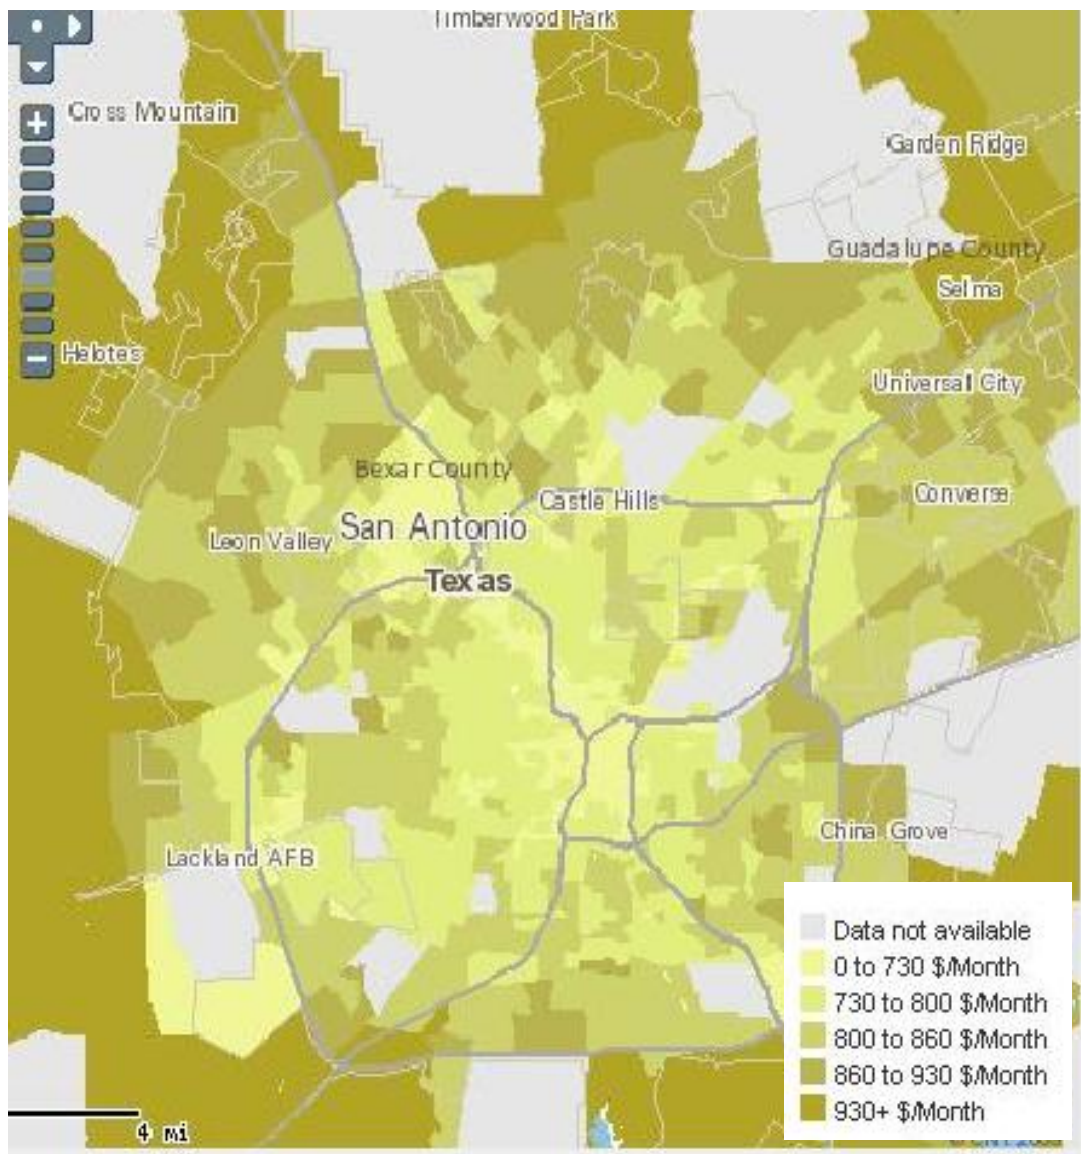 Timberwood Park
Cross Mountain
Garden Ridge
Guadalupe County
Selma
Helotes
Universal City
Bexar County
Castle Hills
Converse
San Antonio
Leon Valley
Texas
China Grove
Lackland AFB
Data not available
0 to 730 $/Month
730 to 800 $/Month
800 to 860 $/Month
860 to 930 $/Month
930+ $/Month
4 mi